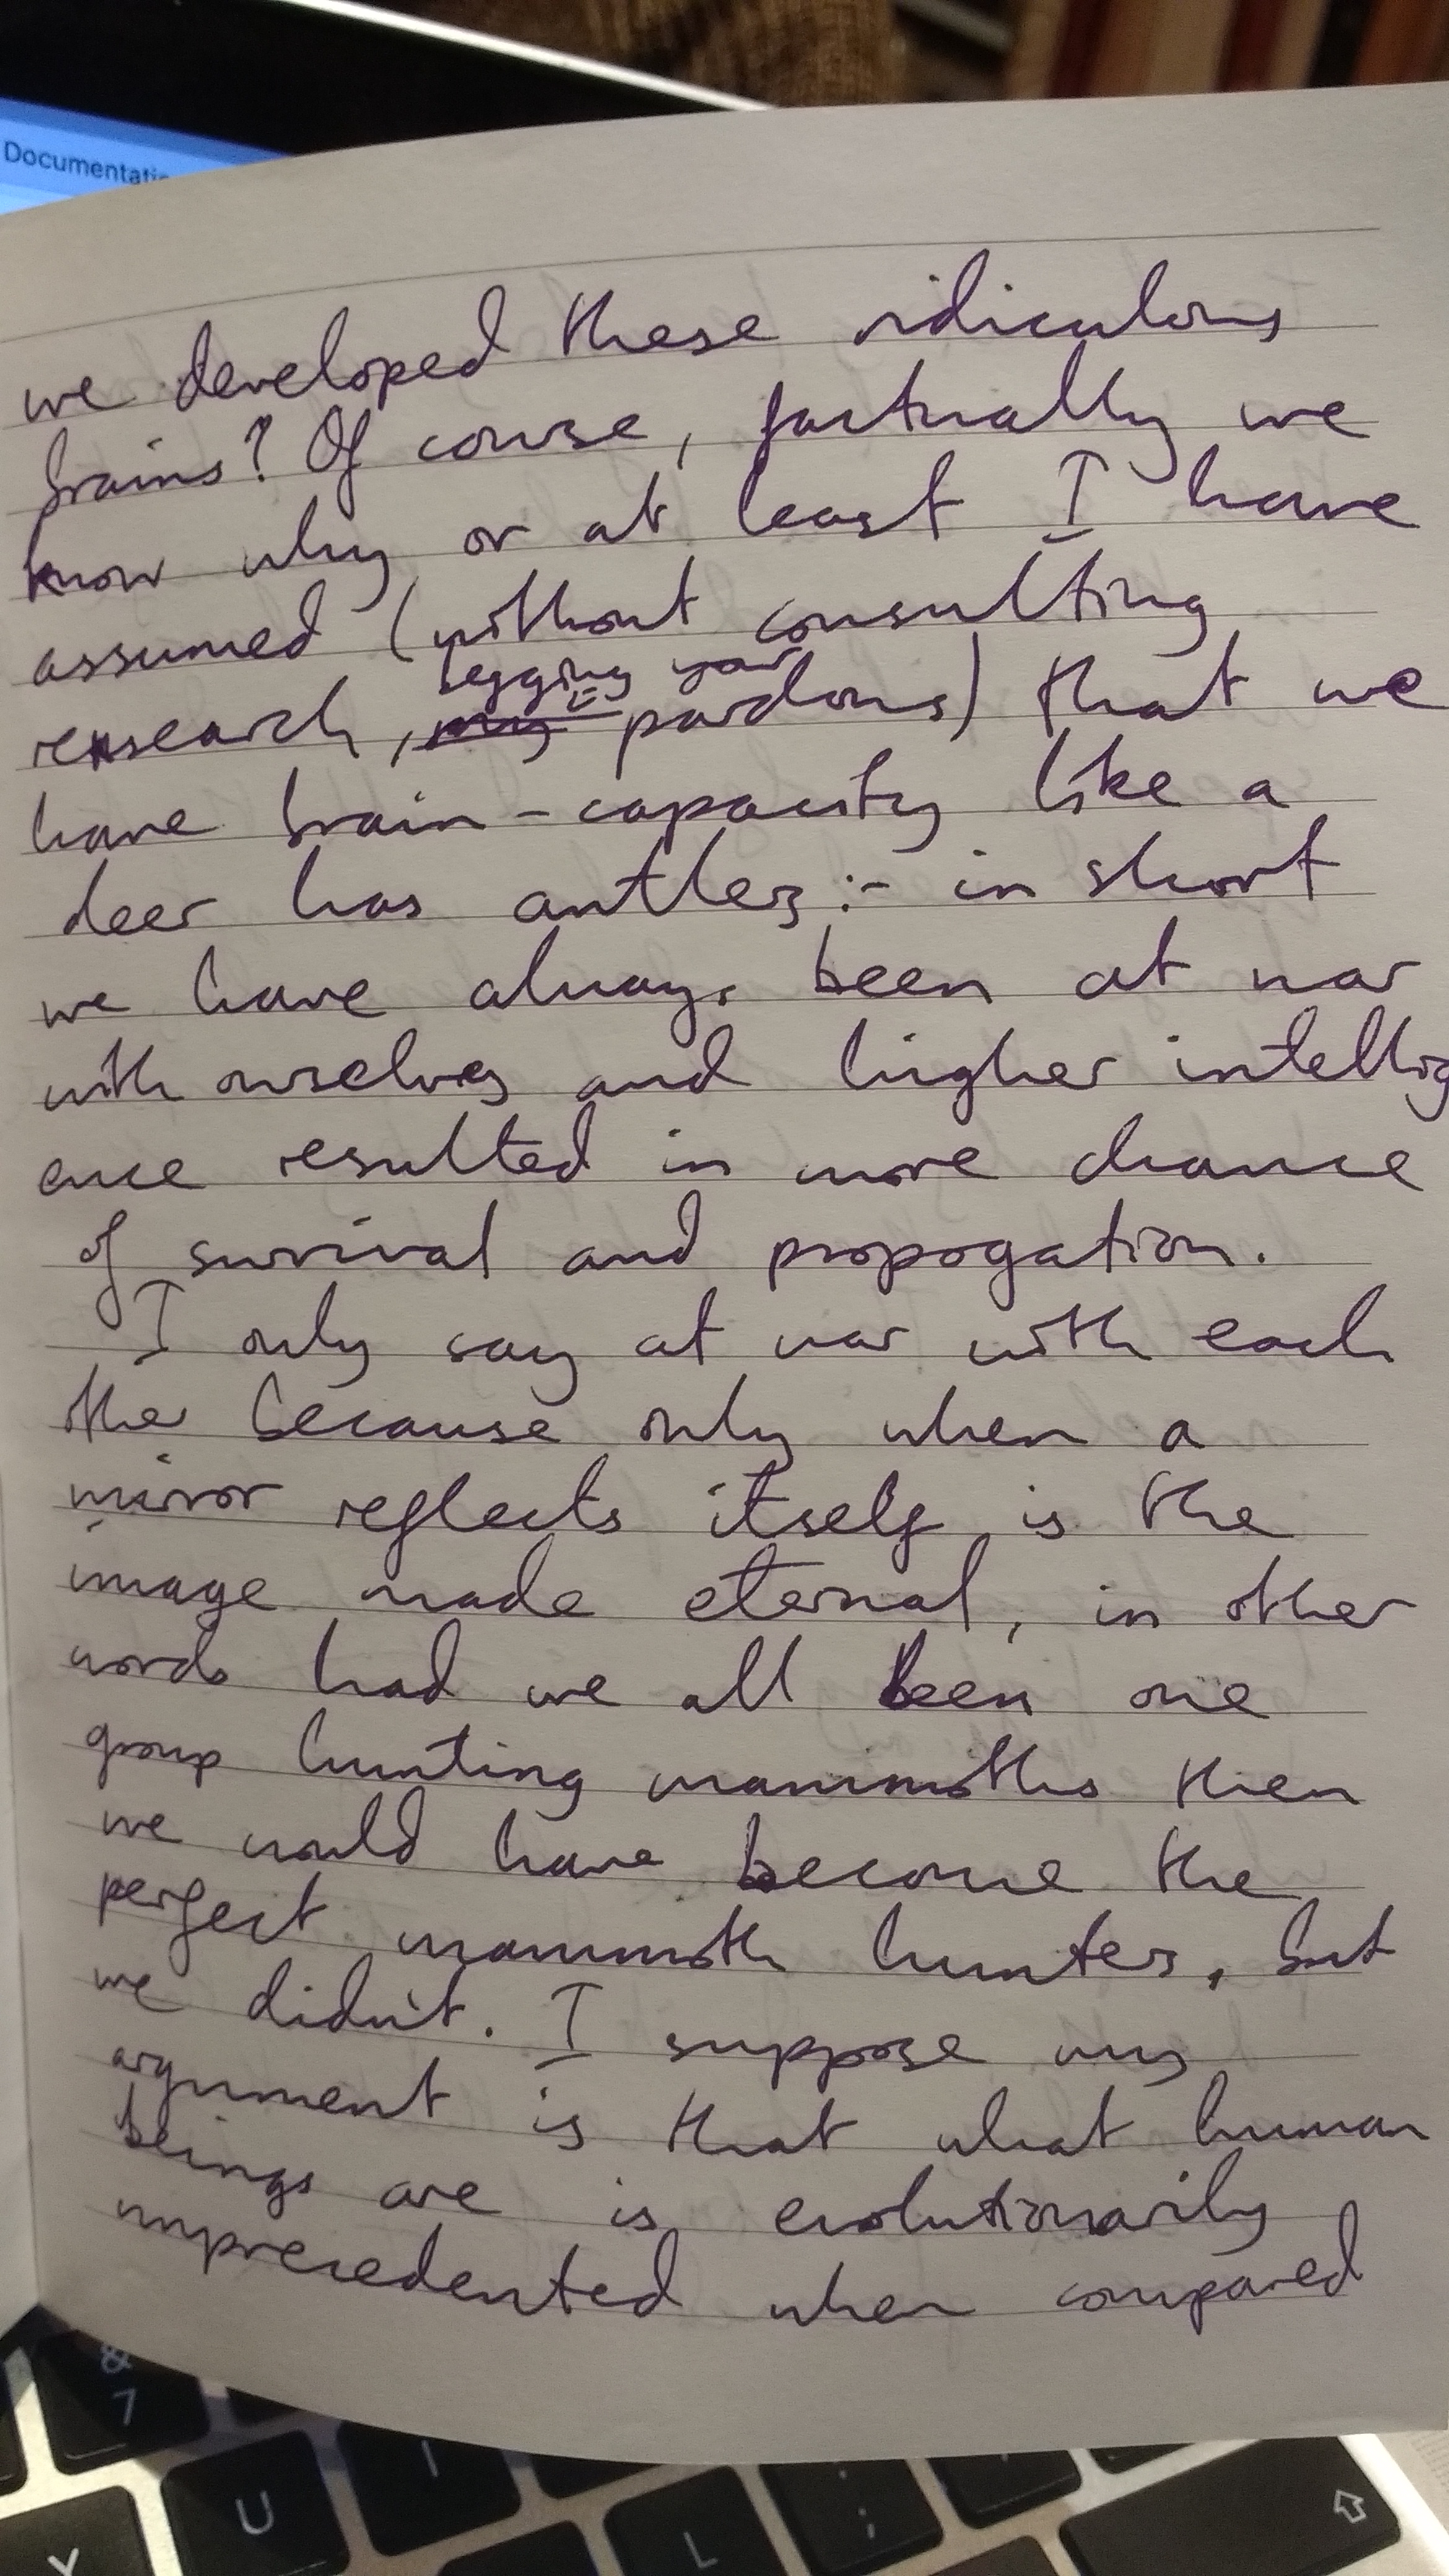 Documentatio
we developed these ridiculous
brains? Of course, factually we
know why or at least I have
assumed (without consulting
begging your
research, my pardons) that we
have brain-capacity like a
deer has antlers :- in short
we have always been at war
with ourselves and higher intellig
ence resulted in more chance
of survival and propogation.
I only say at war with each
other because only when a
mirror reflects itself is the
image made eternal, in other
words had we all been one
group hunting mammoths then
we would have become the
perfect mammoth hunters, but
we didn't. I suppose my
argument is that what human
beings are is evolutionarily
unprecedented when compared
&
7
U
I
L
:
;
Y